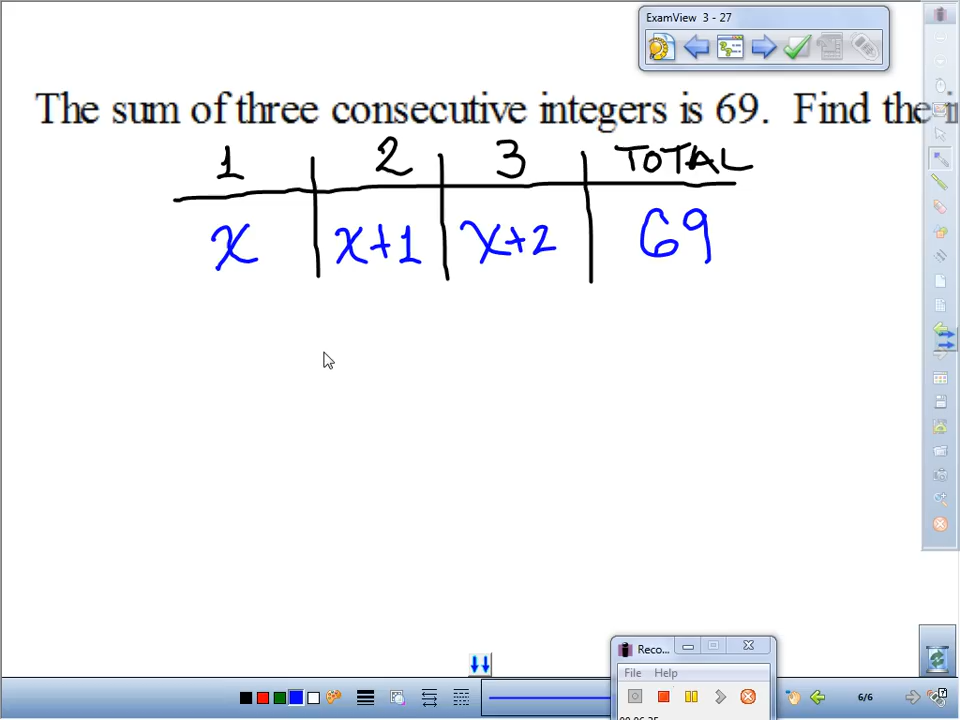 ExamView 3 - 27
The sum of three consecutive integers is 69. Find the
1 2 3 TOTAL
x x+1 x+2 69
Reco...
File Help
6/6